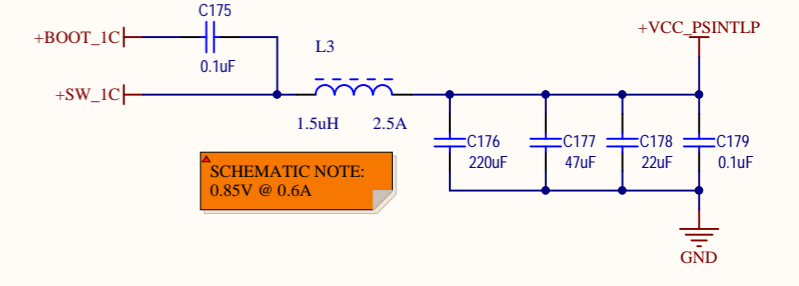 C175
+BOOT_1C
0.1uF
+SW_1C
L3
1.5uH 2.5A
+VCC_PSINTLP
C176
220uF
C177
47uF
C178
22uF
C179
0.1uF
SCHEMATIC NOTE:
0.85V @ 0.6A
GND